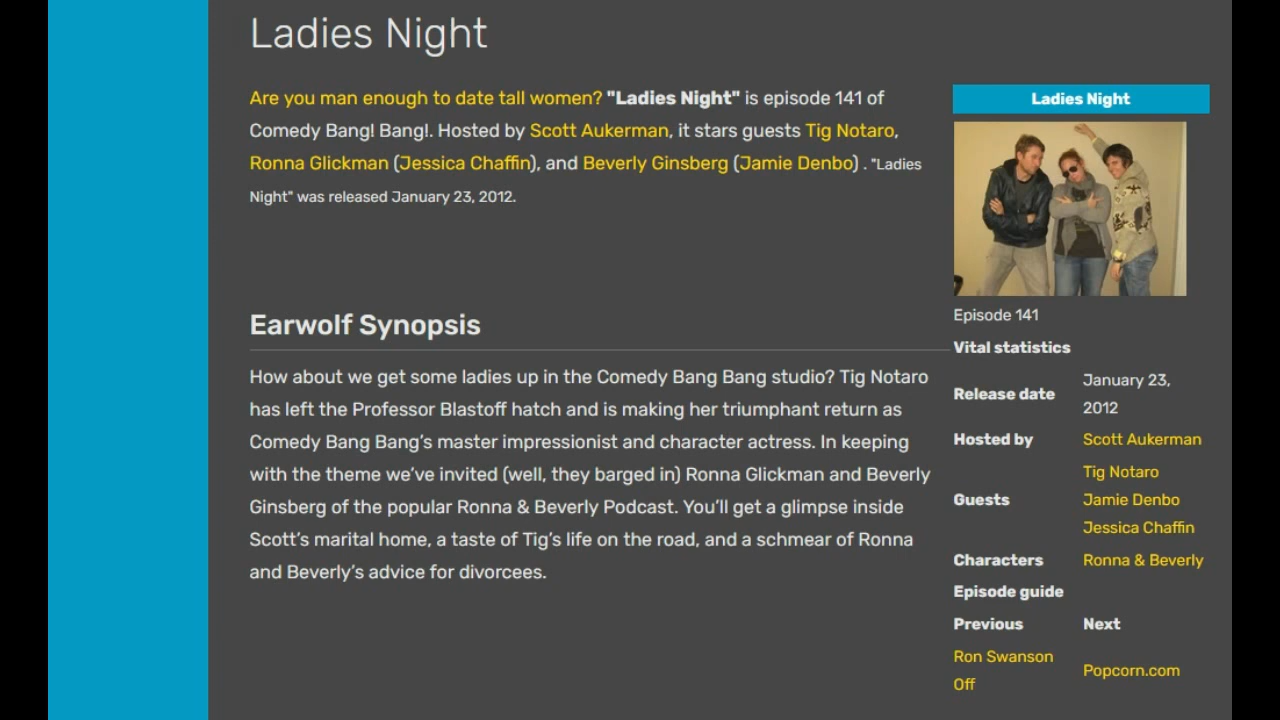 Ladies Night
Are you man enough to date tall women? "Ladies Night" is episode 141 of
Comedy Bang! Bang!. Hosted by Scott Aukerman, it stars guests Tig Notaro,
Ronna Glickman (Jessica Chaffin), and Beverly Ginsberg (Jamie Denbo) . "Ladies
Night" was released January 23, 2012.
Earwolf Synopsis
How about we get some ladies up in the Comedy Bang Bang studio? Tig Notaro
has left the Professor Blastoff hatch and is making her triumphant return as
Comedy Bang Bang’s master impressionist and character actress. In keeping
with the theme we’ve invited (well, they barged in) Ronna Glickman and Beverly
Ginsberg of the popular Ronna & Beverly Podcast. You’ll get a glimpse inside
Scott’s marital home, a taste of Tig’s life on the road, and a schmear of Ronna
and Beverly’s advice for divorcees.
Ladies Night
Episode 141
Vital statistics
Release date January 23,
2012
Hosted by Scott Aukerman
Guests Tig Notaro
Jamie Denbo
Jessica Chaffin
Characters Ronna & Beverly
Episode guide
Previous Next
Ron Swanson
Off Popcorn.com